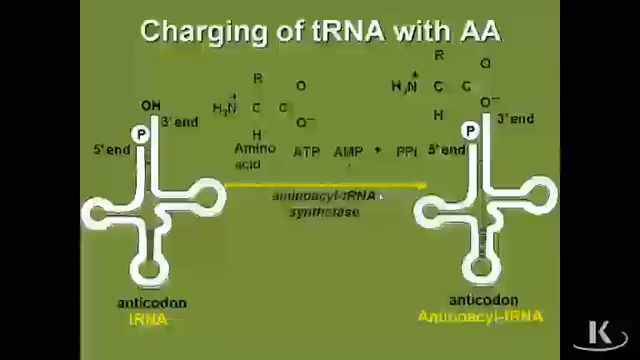 Charging of tRNA with AA
R
H₃N⁺ C C O
O⁻
H
OH
3' end
P
5' end
Amino
acid
ATP AMP + PPi
aminoacyl-tRNA
synthetase
anticodon
tRNA
R
O
H₃N⁺ C C
H
O⁻
3' end
P
5' end
anticodon
Aminoacyl-tRNA
K